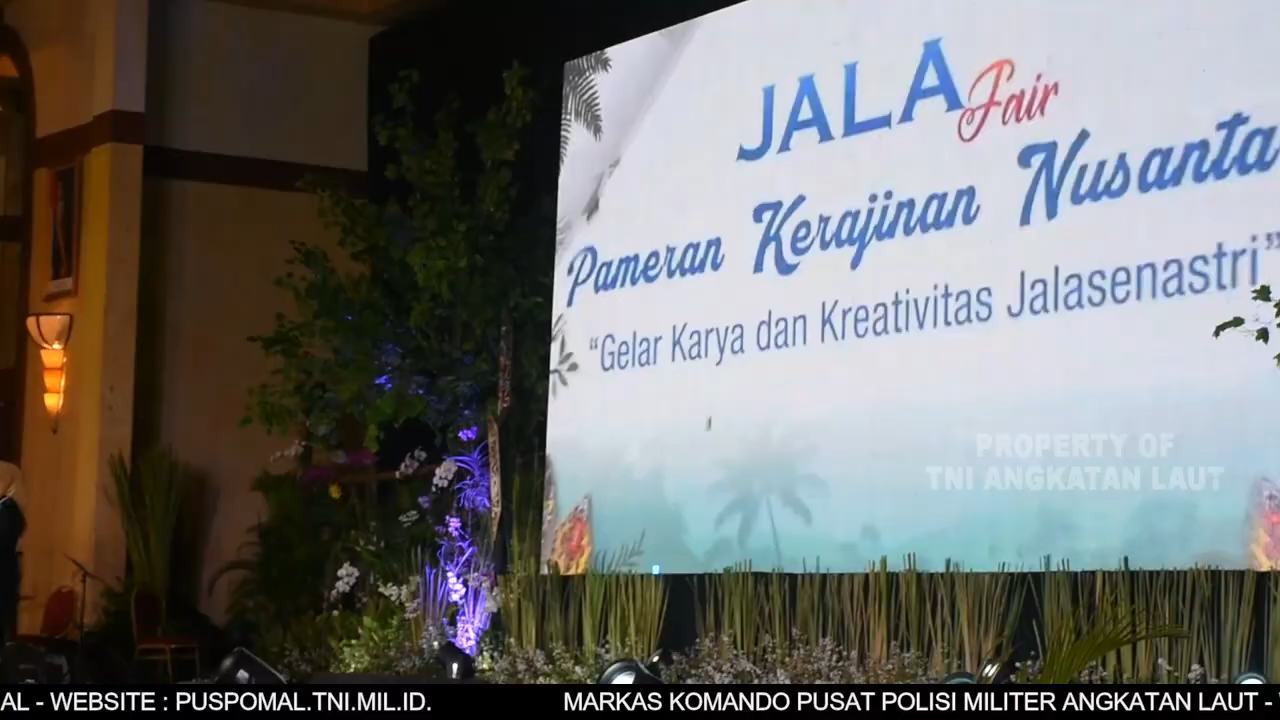 JALA Fair
Pameran Kerajinan Nusanta
“Gelar Karya dan Kreativitas Jalasenastri”
PROPERTY OF
TNI ANGKATAN LAUT
AL - WEBSITE : PUSPOMAL.TNI.MIL.ID. MARKAS KOMANDO PUSAT POLISI MILITER ANGKATAN LAUT -